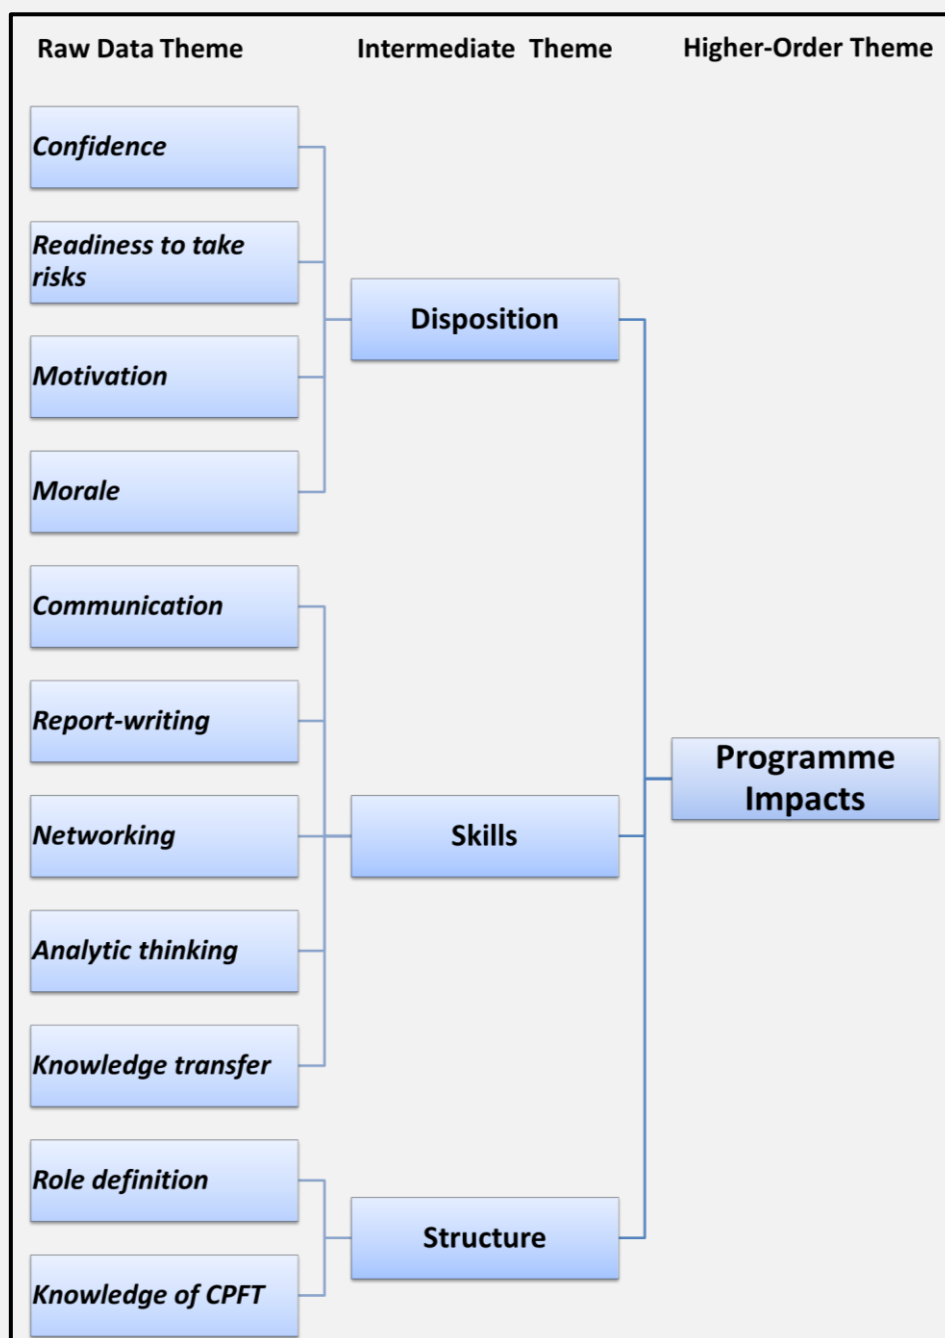 Raw Data Theme
Intermediate Theme
Higher-Order Theme
Confidence
Readiness to take
risks
Motivation
Morale
Communication
Report-writing
Networking
Analytic thinking
Knowledge transfer
Role definition
Knowledge of CPFT
Disposition
Skills
Structure
Programme
Impacts